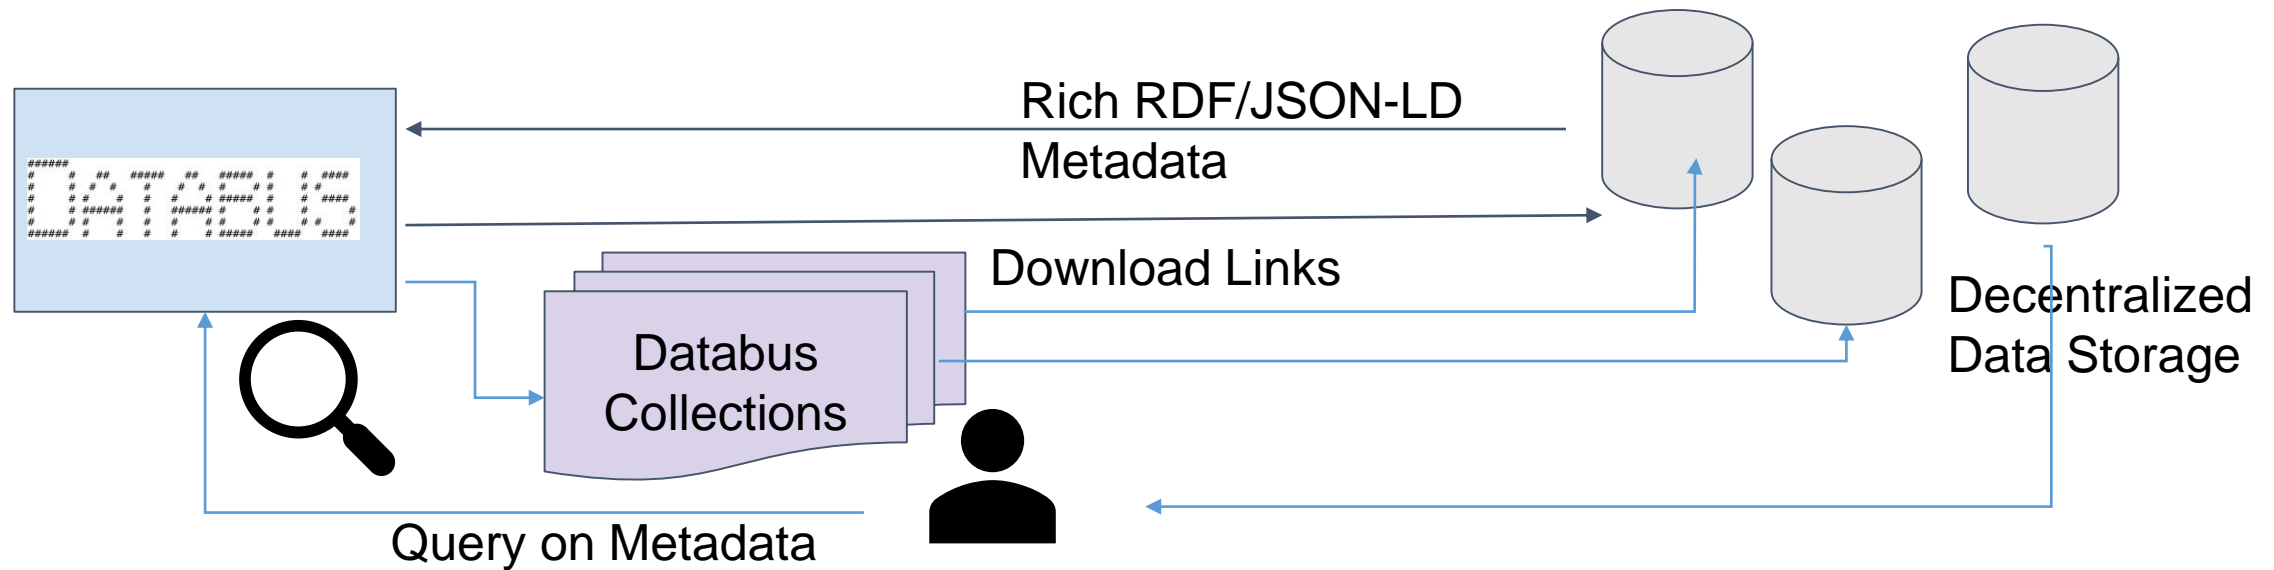 Rich RDF/JSON-LD
Metadata
DATABUS
Download Links
Decentralized
Data Storage
Databus
Collections
Query on Metadata